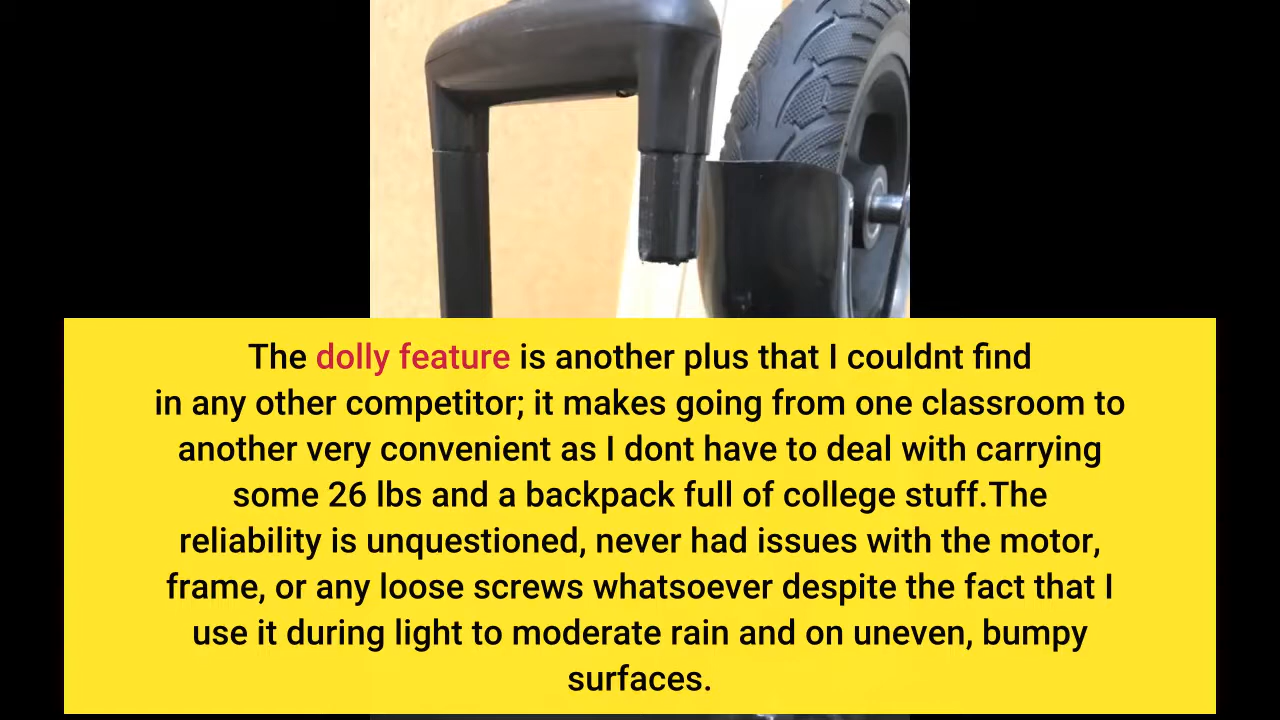 The dolly feature is another plus that I couldnt find
in any other competitor; it makes going from one classroom to
another very convenient as I dont have to deal with carrying
some 26 lbs and a backpack full of college stuff.The
reliability is unquestioned, never had issues with the motor,
frame, or any loose screws whatsoever despite the fact that I
use it during light to moderate rain and on uneven, bumpy
surfaces.